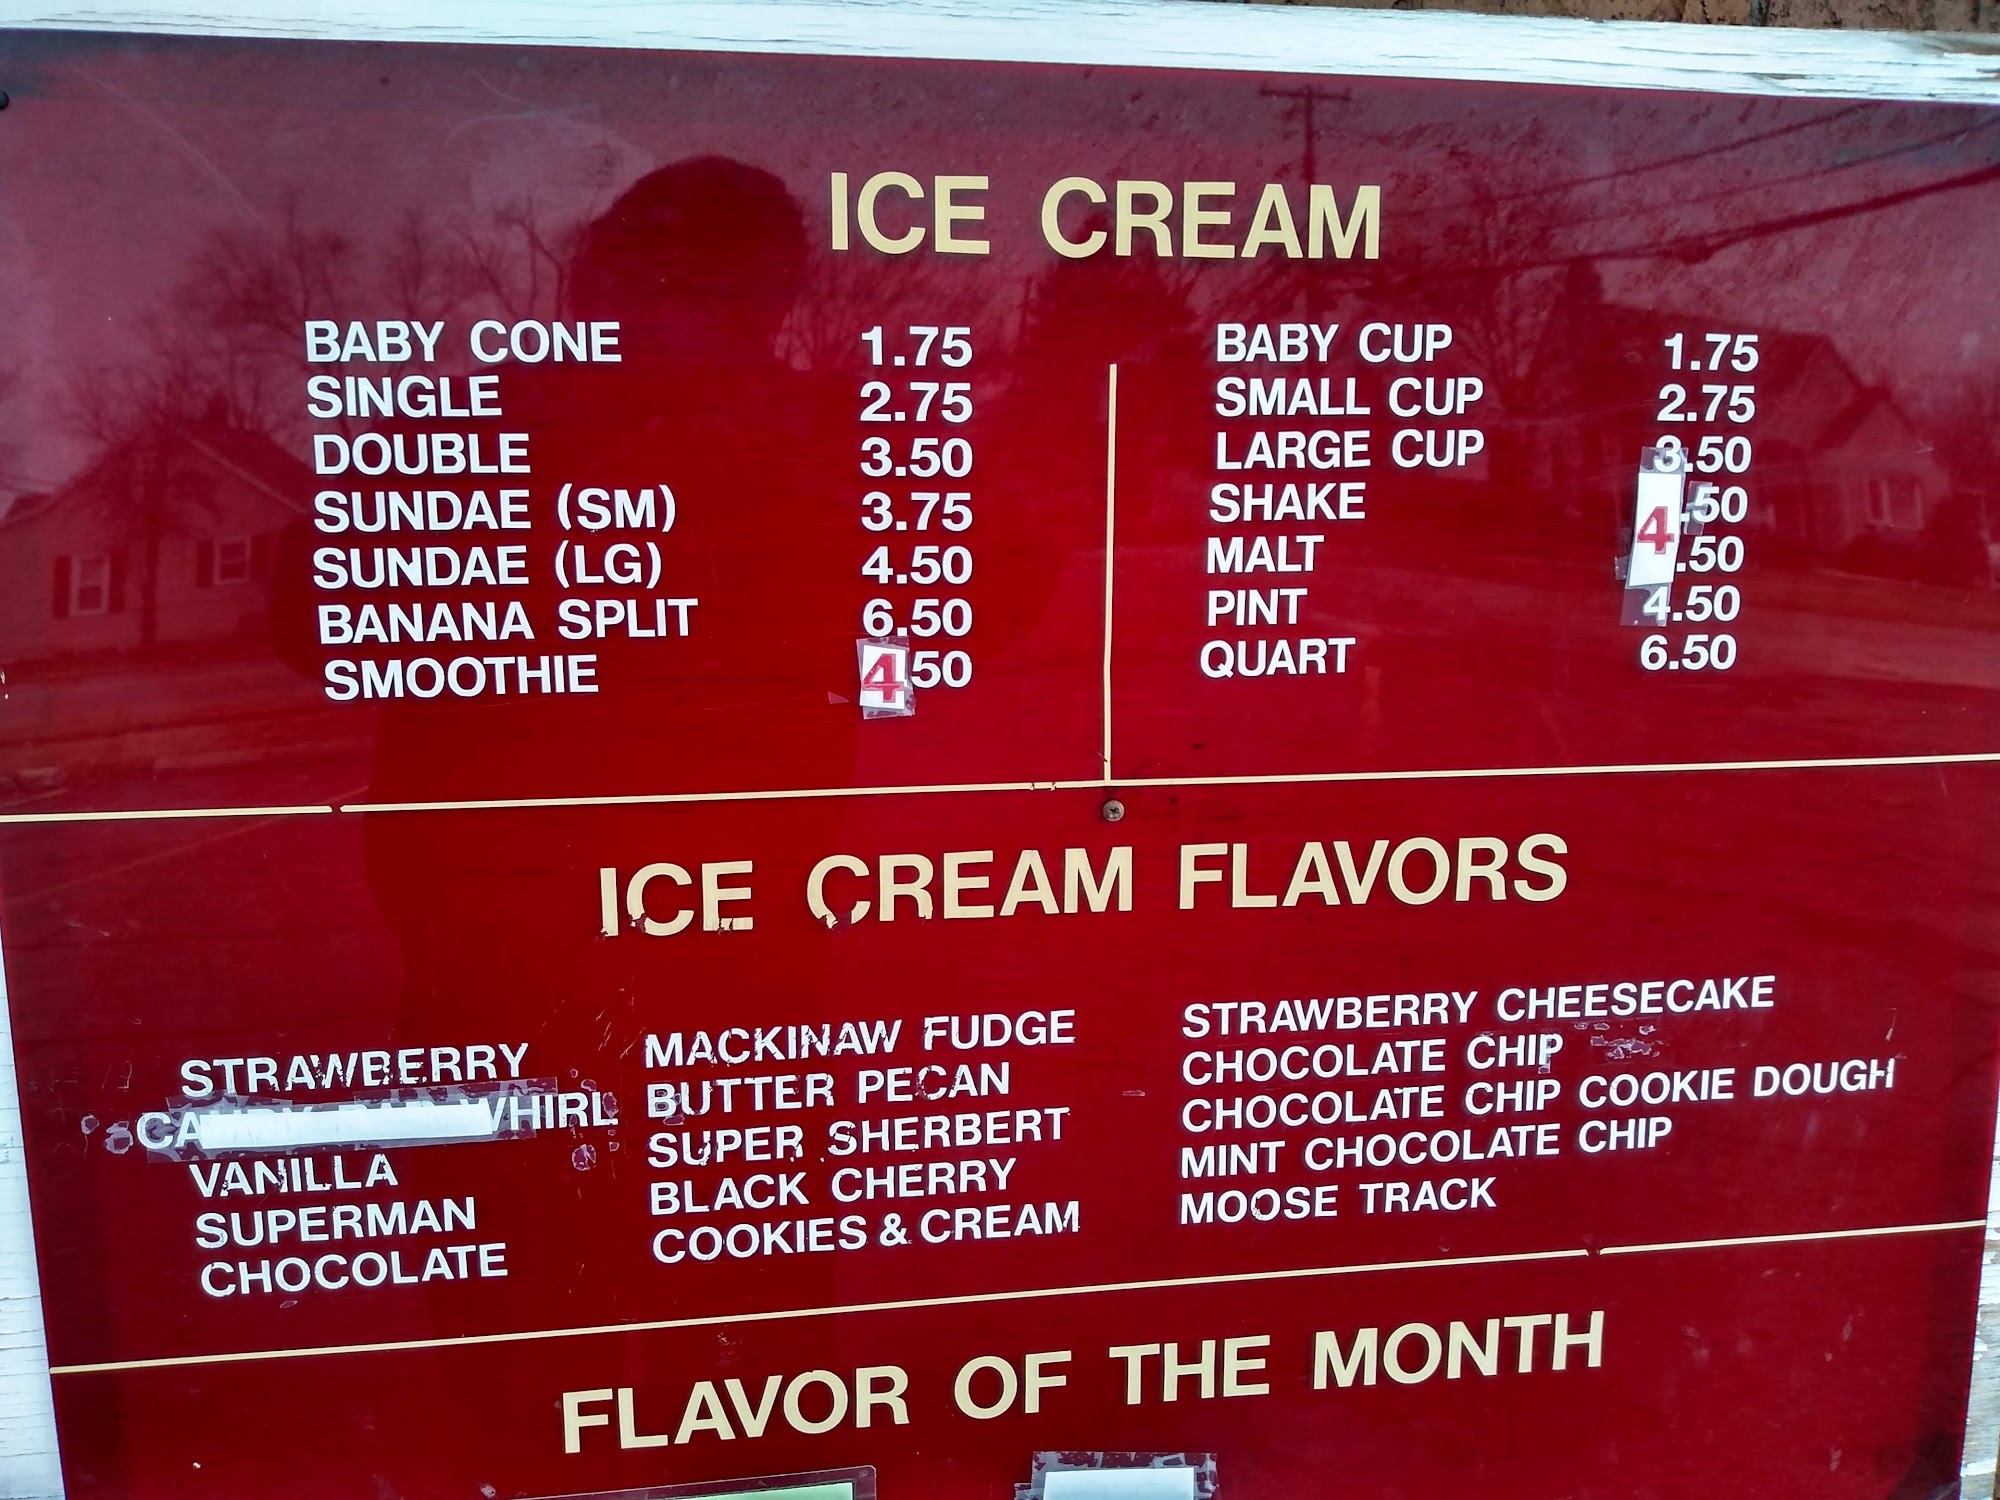 ICE CREAM
BABY CONE 1.75
SINGLE 2.75
DOUBLE 3.50
SUNDAE (SM) 3.75
SUNDAE (LG) 4.50
BANANA SPLIT 6.50
SMOOTHIE 4.50
BABY CUP 1.75
SMALL CUP 2.75
LARGE CUP 3.50
SHAKE 4.50
MALT .50
PINT 4.50
QUART 6.50
ICE CREAM FLAVORS
STRAWBERRY
WHIRL
VANILLA
SUPERMAN
CHOCOLATE
MACKINAW FUDGE
BUTTER PECAN
SUPER SHERBERT
BLACK CHERRY
COOKIES & CREAM
STRAWBERRY CHEESECAKE
CHOCOLATE CHIP
CHOCOLATE CHIP COOKIE DOUGH
MINT CHOCOLATE CHIP
MOOSE TRACK
FLAVOR OF THE MONTH